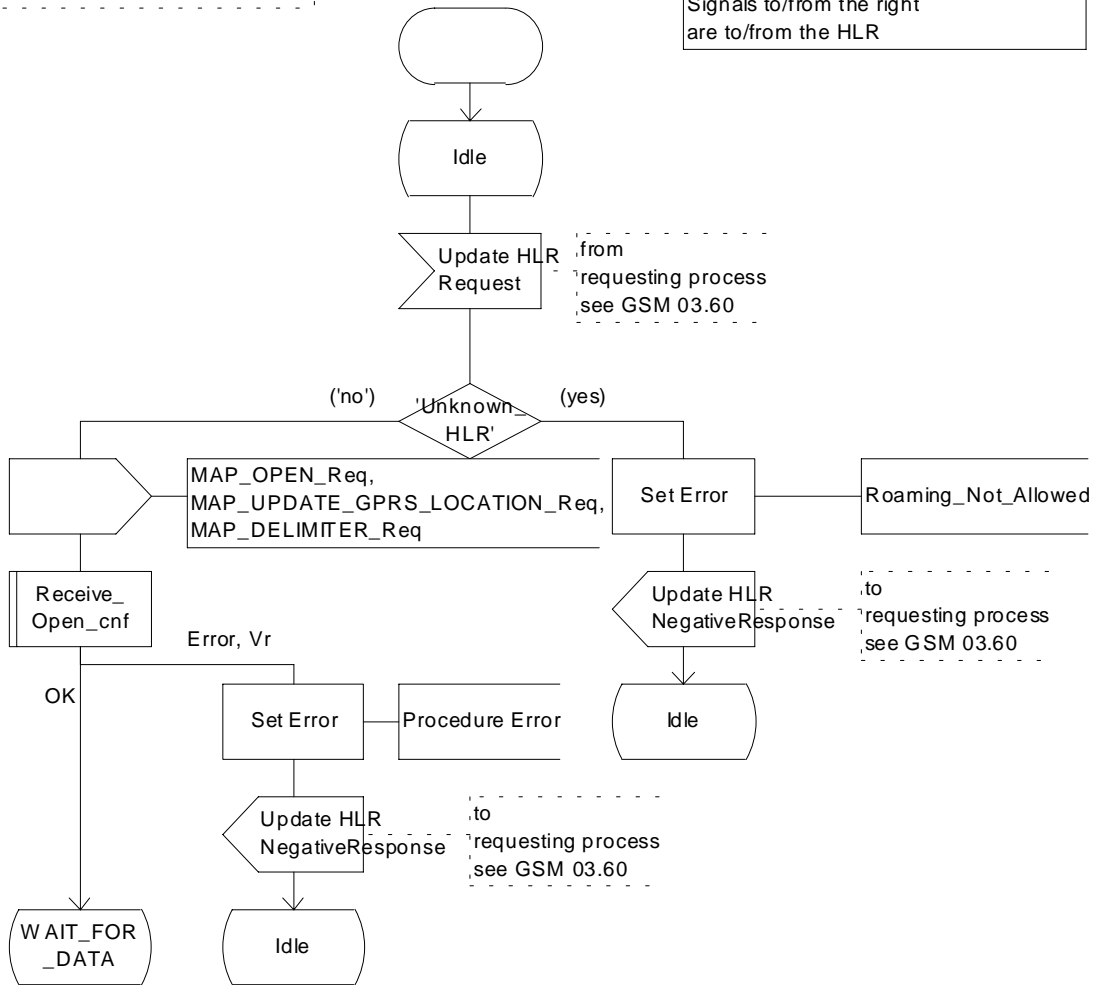 Signals to/from the right
are to/from the HLR
Idle
Update HLR
Request
from
requesting process
see GSM 03.60
('no')
'Unknown_
HLR'
(yes)
MAP_OPEN_Req,
MAP_UPDATE_GPRS_LOCATION_Req,
MAP_DELIMITER_Req
Set Error
Roaming_Not_Allowed
Receive_
Open_cnf
Update HLR
NegativeResponse
to
requesting process
see GSM 03.60
Error, Vr
OK
Set Error
Procedure Error
Idle
Update HLR
NegativeResponse
to
requesting process
see GSM 03.60
WAIT_FOR
_DATA
Idle